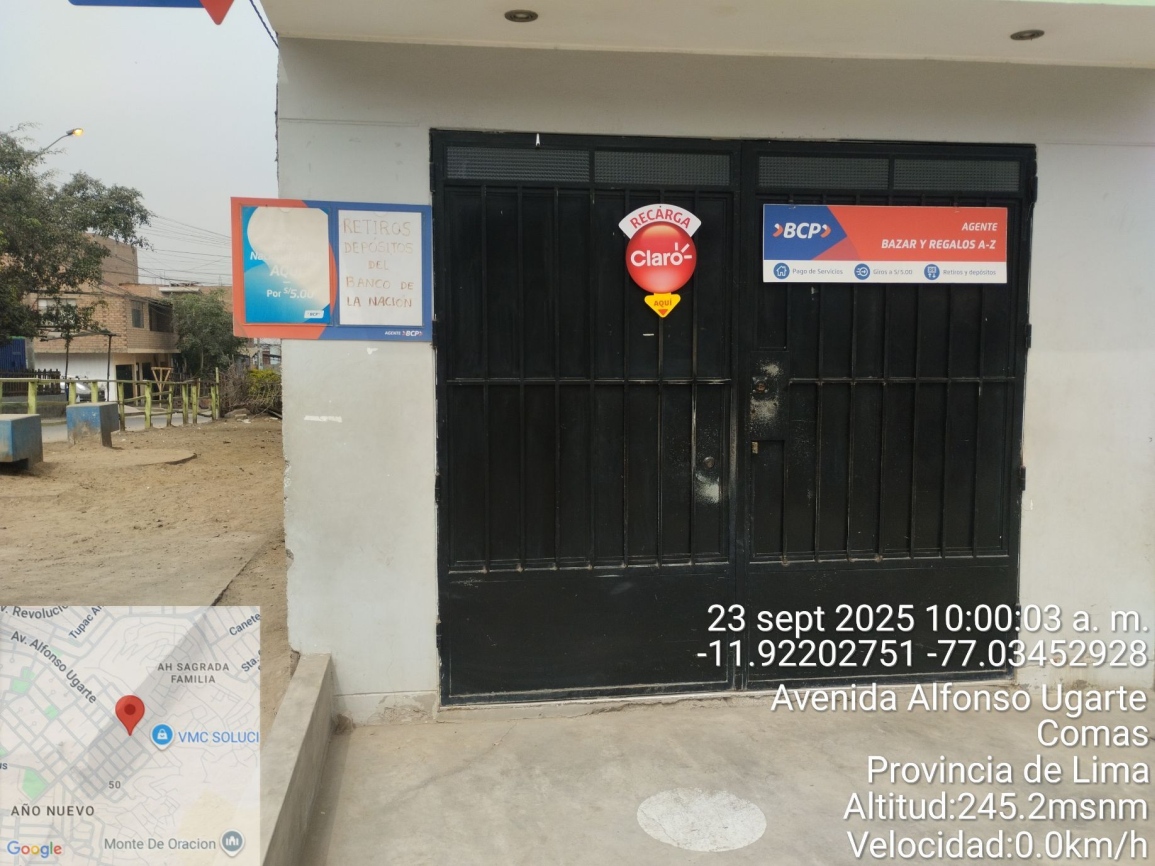 AQ
Por S/5.00
BCP
RETIROS
DEPÓSITOS
DEL
BANCO DE
LA NACIÓN
AGENTE BCP
RECARGA
Claro
AQUÍ
BCP
AGENTE
BAZAR Y REGALOS A-Z
Pago de Servicios
Giros a S/5.00
Retiros y depósitos
23 sept 2025 10:00:03 a. m.
-11.92202751 -77.03452928
Avenida Alfonso Ugarte
Comas
Provincia de Lima
Altitud:245.2msnm
Velocidad:0.0km/h
Av. Alfonso Ugarte
AH SAGRADA
FAMILIA
VMC SOLUCI
50
AÑO NUEVO
Monte De Oracion
Google